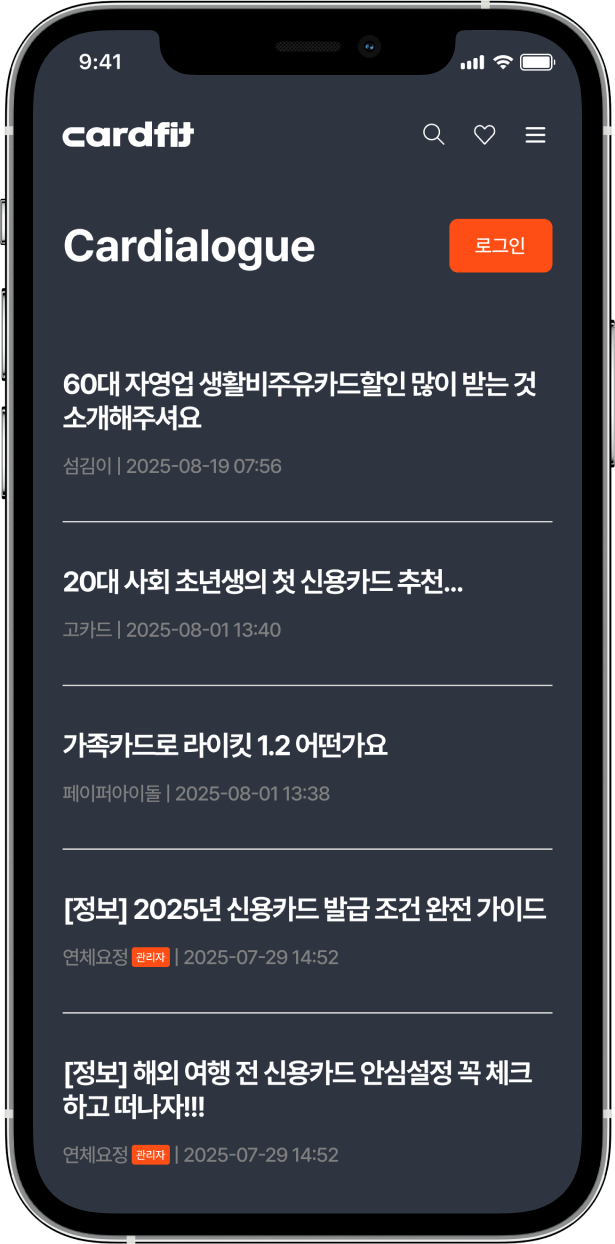 9:41
cardfit
Cardialogue
로그인
60대 자영업 생활비주유카드할인 많이 받는 것
소개해주셔요
섬김이 | 2025-08-19 07:56
20대 사회 초년생의 첫 신용카드 추천...
고카드 | 2025-08-01 13:40
가족카드로 라이킷 1.2 어떤가요
페이퍼아이돌 | 2025-08-01 13:38
[정보] 2025년 신용카드 발급 조건 완전 가이드
연체요정 관리자 | 2025-07-29 14:52
[정보] 해외 여행 전 신용카드 안심설정 꼭 체크
하고 떠나자!!!
연체요정 관리자 | 2025-07-29 14:52